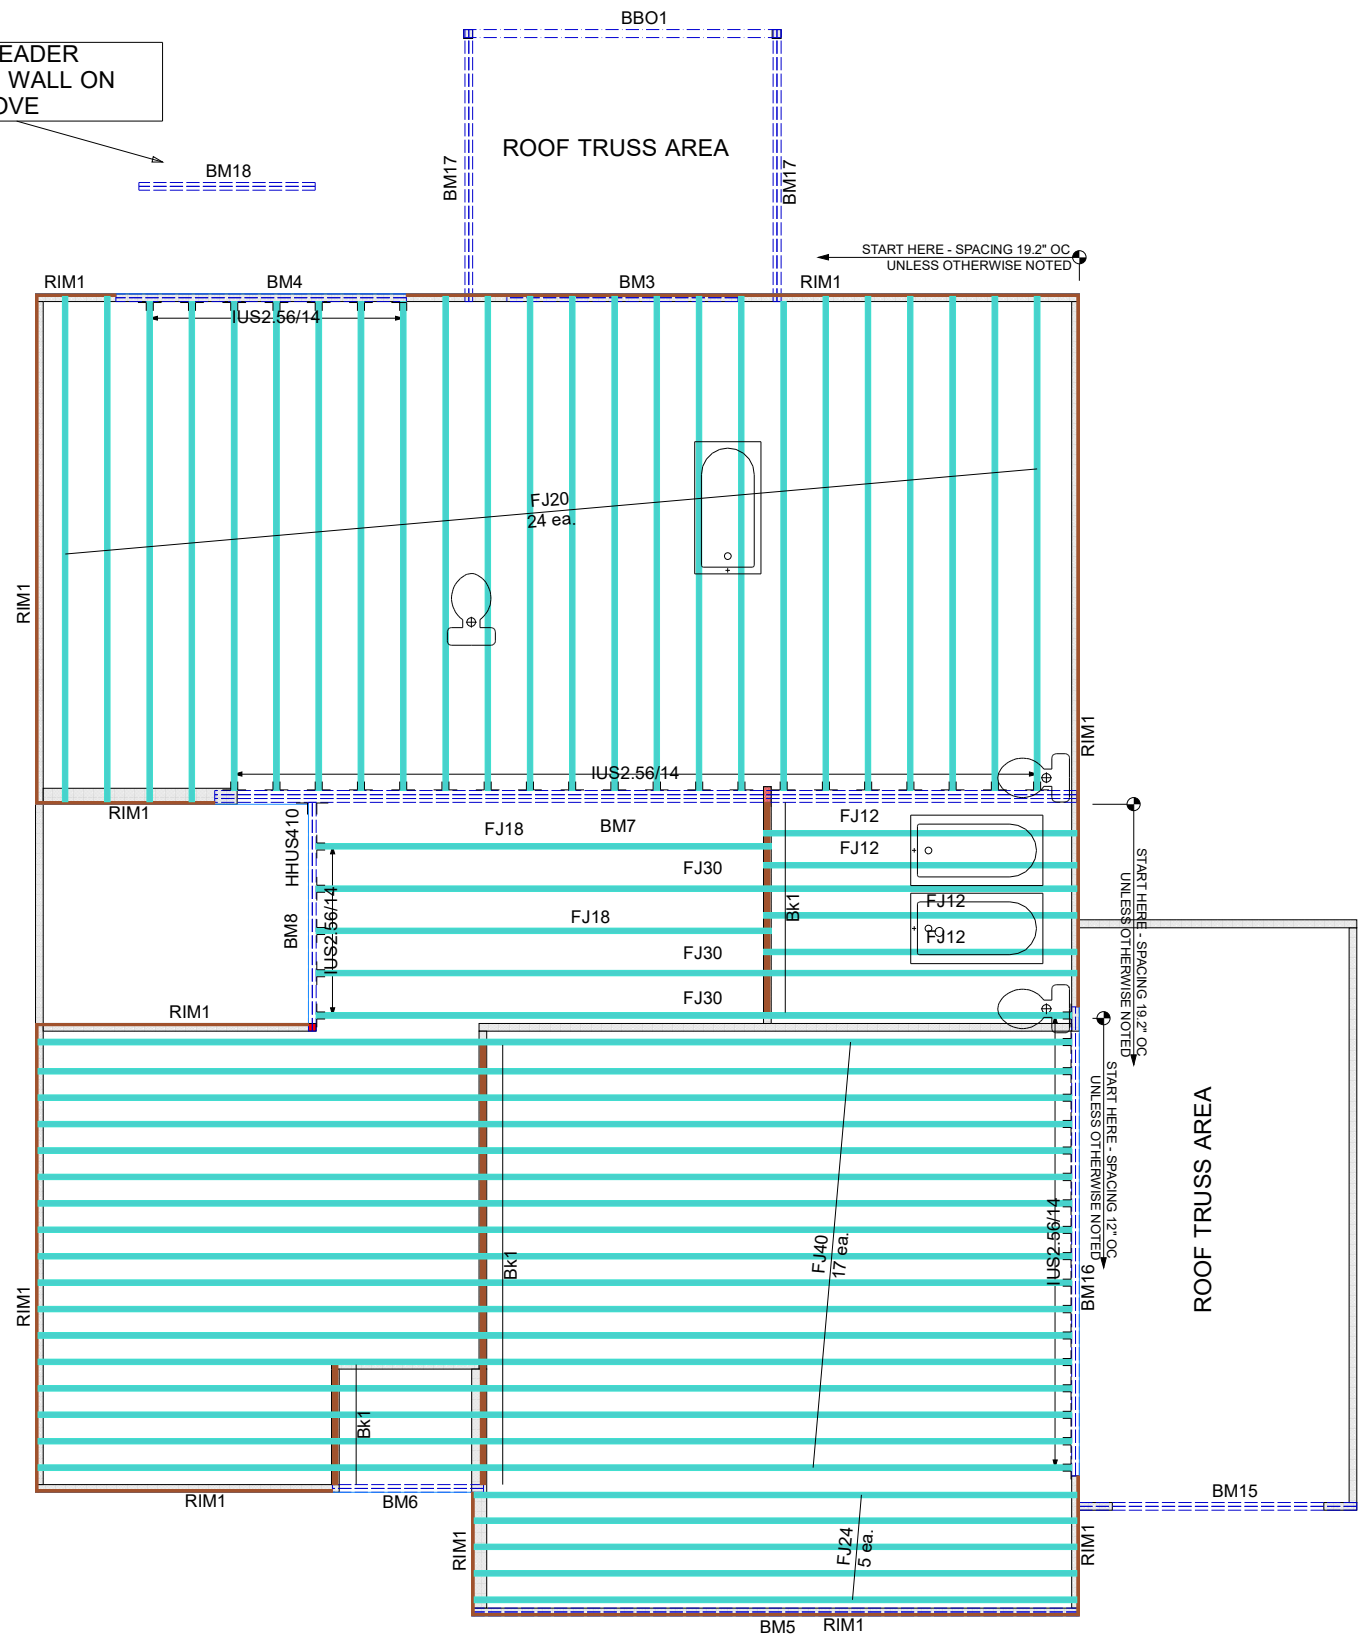 BBO1
EADER
WALL ON
OVE
ROOF TRUSS AREA
BM18
BM17
BM17
START HERE - SPACING 19.2" OC
UNLESS OTHERWISE NOTED
RIM1
BM4
BM3
RIM1
IUS2.56/14
FJ20
24 ea.
RIM1
RIM1
IUS2.56/14
RIM1
HHUS410
FJ18
BM7
FJ12
FJ12
FJ30
START HERE - SPACING 19.2" OC
UNLESS OTHERWISE NOTED
BM8
IUS2.56/14
FJ18
Bk1
FJ12
FJ12
FJ30
FJ30
RIM1
START HERE - SPACING 12" OC
UNLESS OTHERWISE NOTED
ROOF TRUSS AREA
IUS2.56/14
FJ40
17 ea.
Bk1
BM16
RIM1
Bk1
RIM1
BM6
BM15
RIM1
FJ24
5 ea.
RIM1
BM5
RIM1